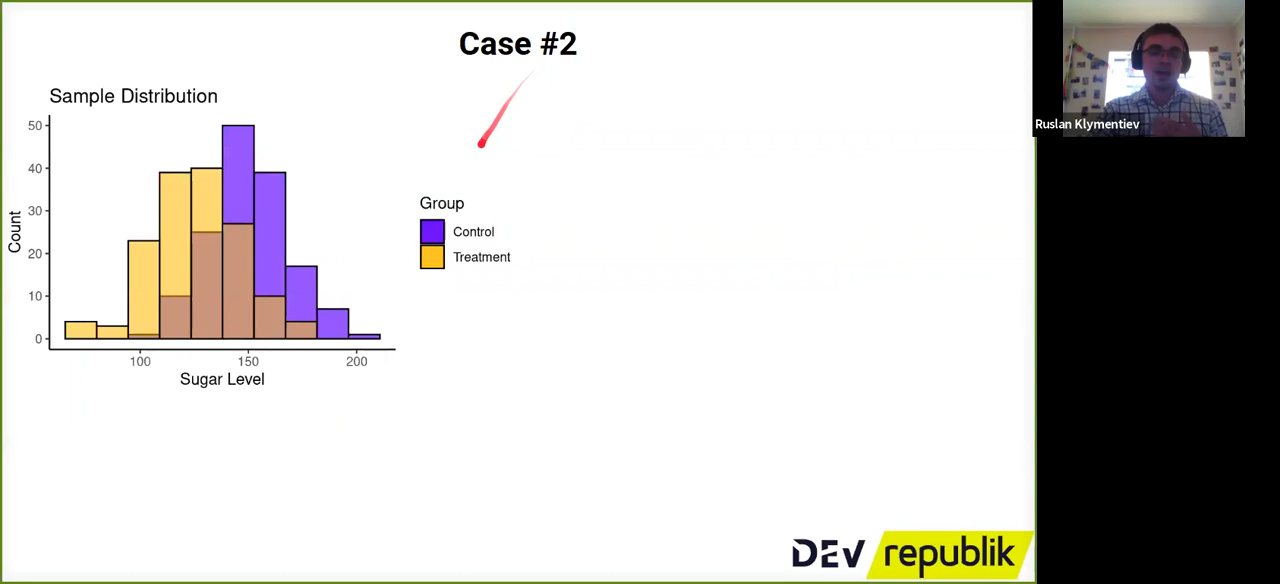 Case #2
Sample Distribution
50
40
30
20
10
0
Count
100
150
200
Sugar Level
Group
Control
Treatment
Ruslan Klymentiev
DEV republik